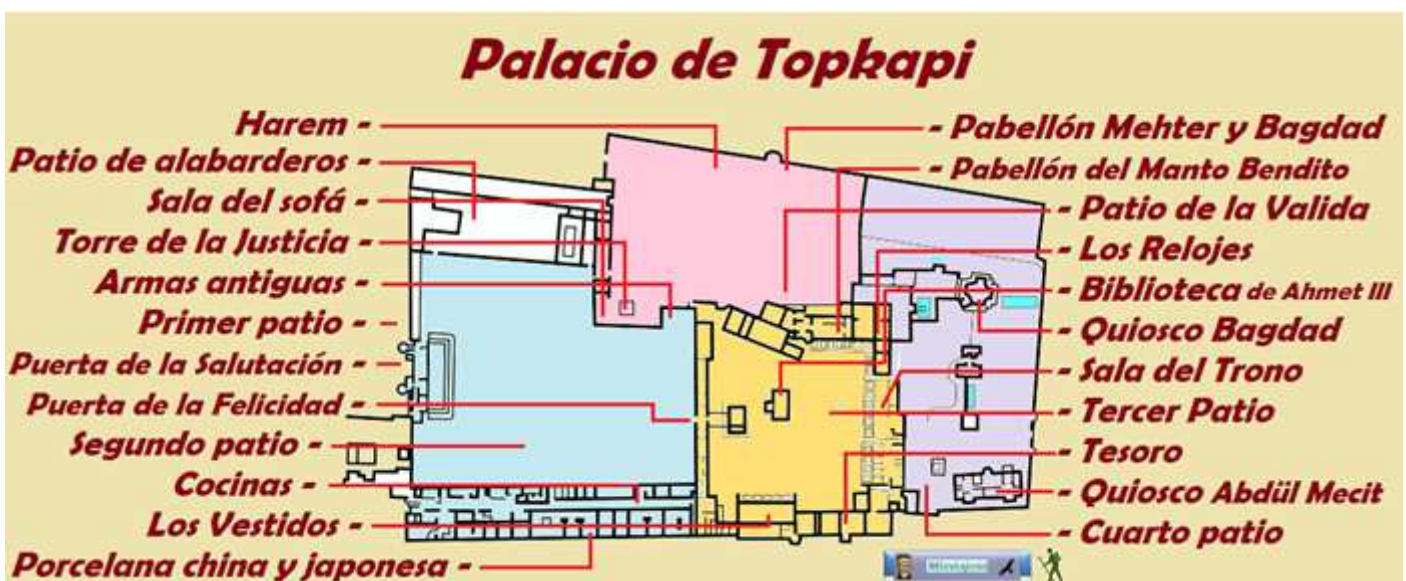 Palacio de Topkapi
Harem -
Patio de alabarderos -
Sala del sofá -
Torre de la Justicia -
Armas antiguas -
Primer patio -
Puerta de la Salutación -
Puerta de la Felicidad -
Segundo patio -
Cocinas -
Los Vestidos -
Porcelana china y japonesa -
- Pabellón Mehter y Bagdad
- Pabellón del Manto Bendito
- Patio de la Valida
- Los Relojes
- Biblioteca de Ahmet III
- Quiosco Bagdad
- Sala del Trono
- Tercer Patio
- Tesoro
- Quiosco Abdül Mecit
- Cuarto patio